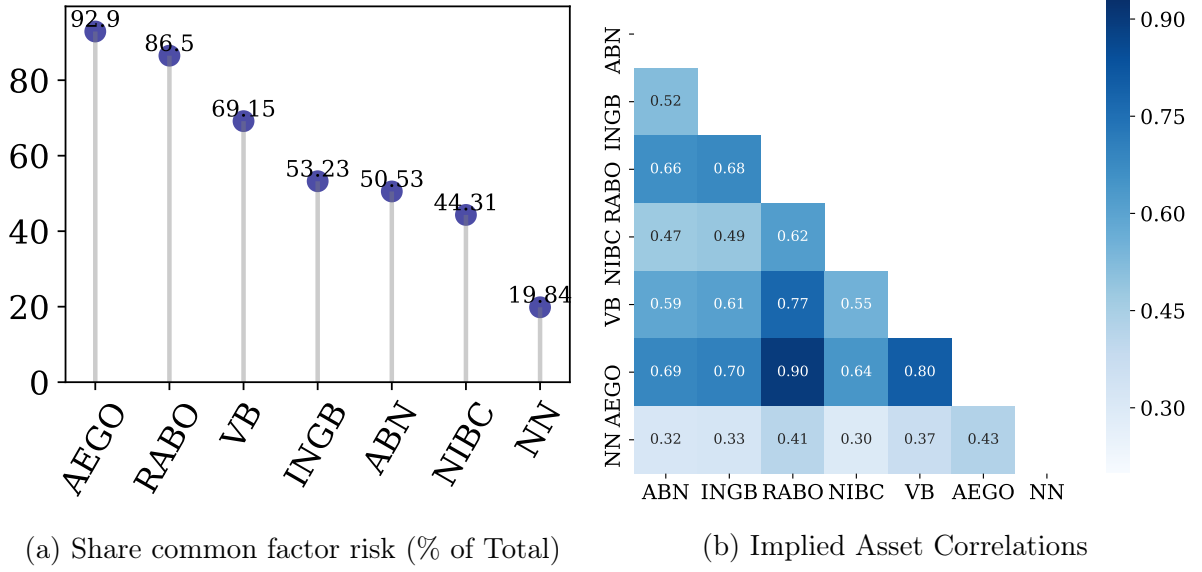 92.9
86.5
69.15
53.23
50.53
44.31
19.84
80
60
40
20
0
AEGO RABO VB INGB ABN NIBC NN
(a) Share common factor risk (% of Total)
ABN
INGB 0.52
RABO 0.66 0.68
NIBC 0.47 0.49 0.62
VB 0.59 0.61 0.77 0.55
AEGO 0.69 0.70 0.90 0.64 0.80
NN 0.32 0.33 0.41 0.30 0.37 0.43
ABN INGB RABO NIBC VB AEGO NN
0.90
0.75
0.60
0.45
0.30
(b) Implied Asset Correlations